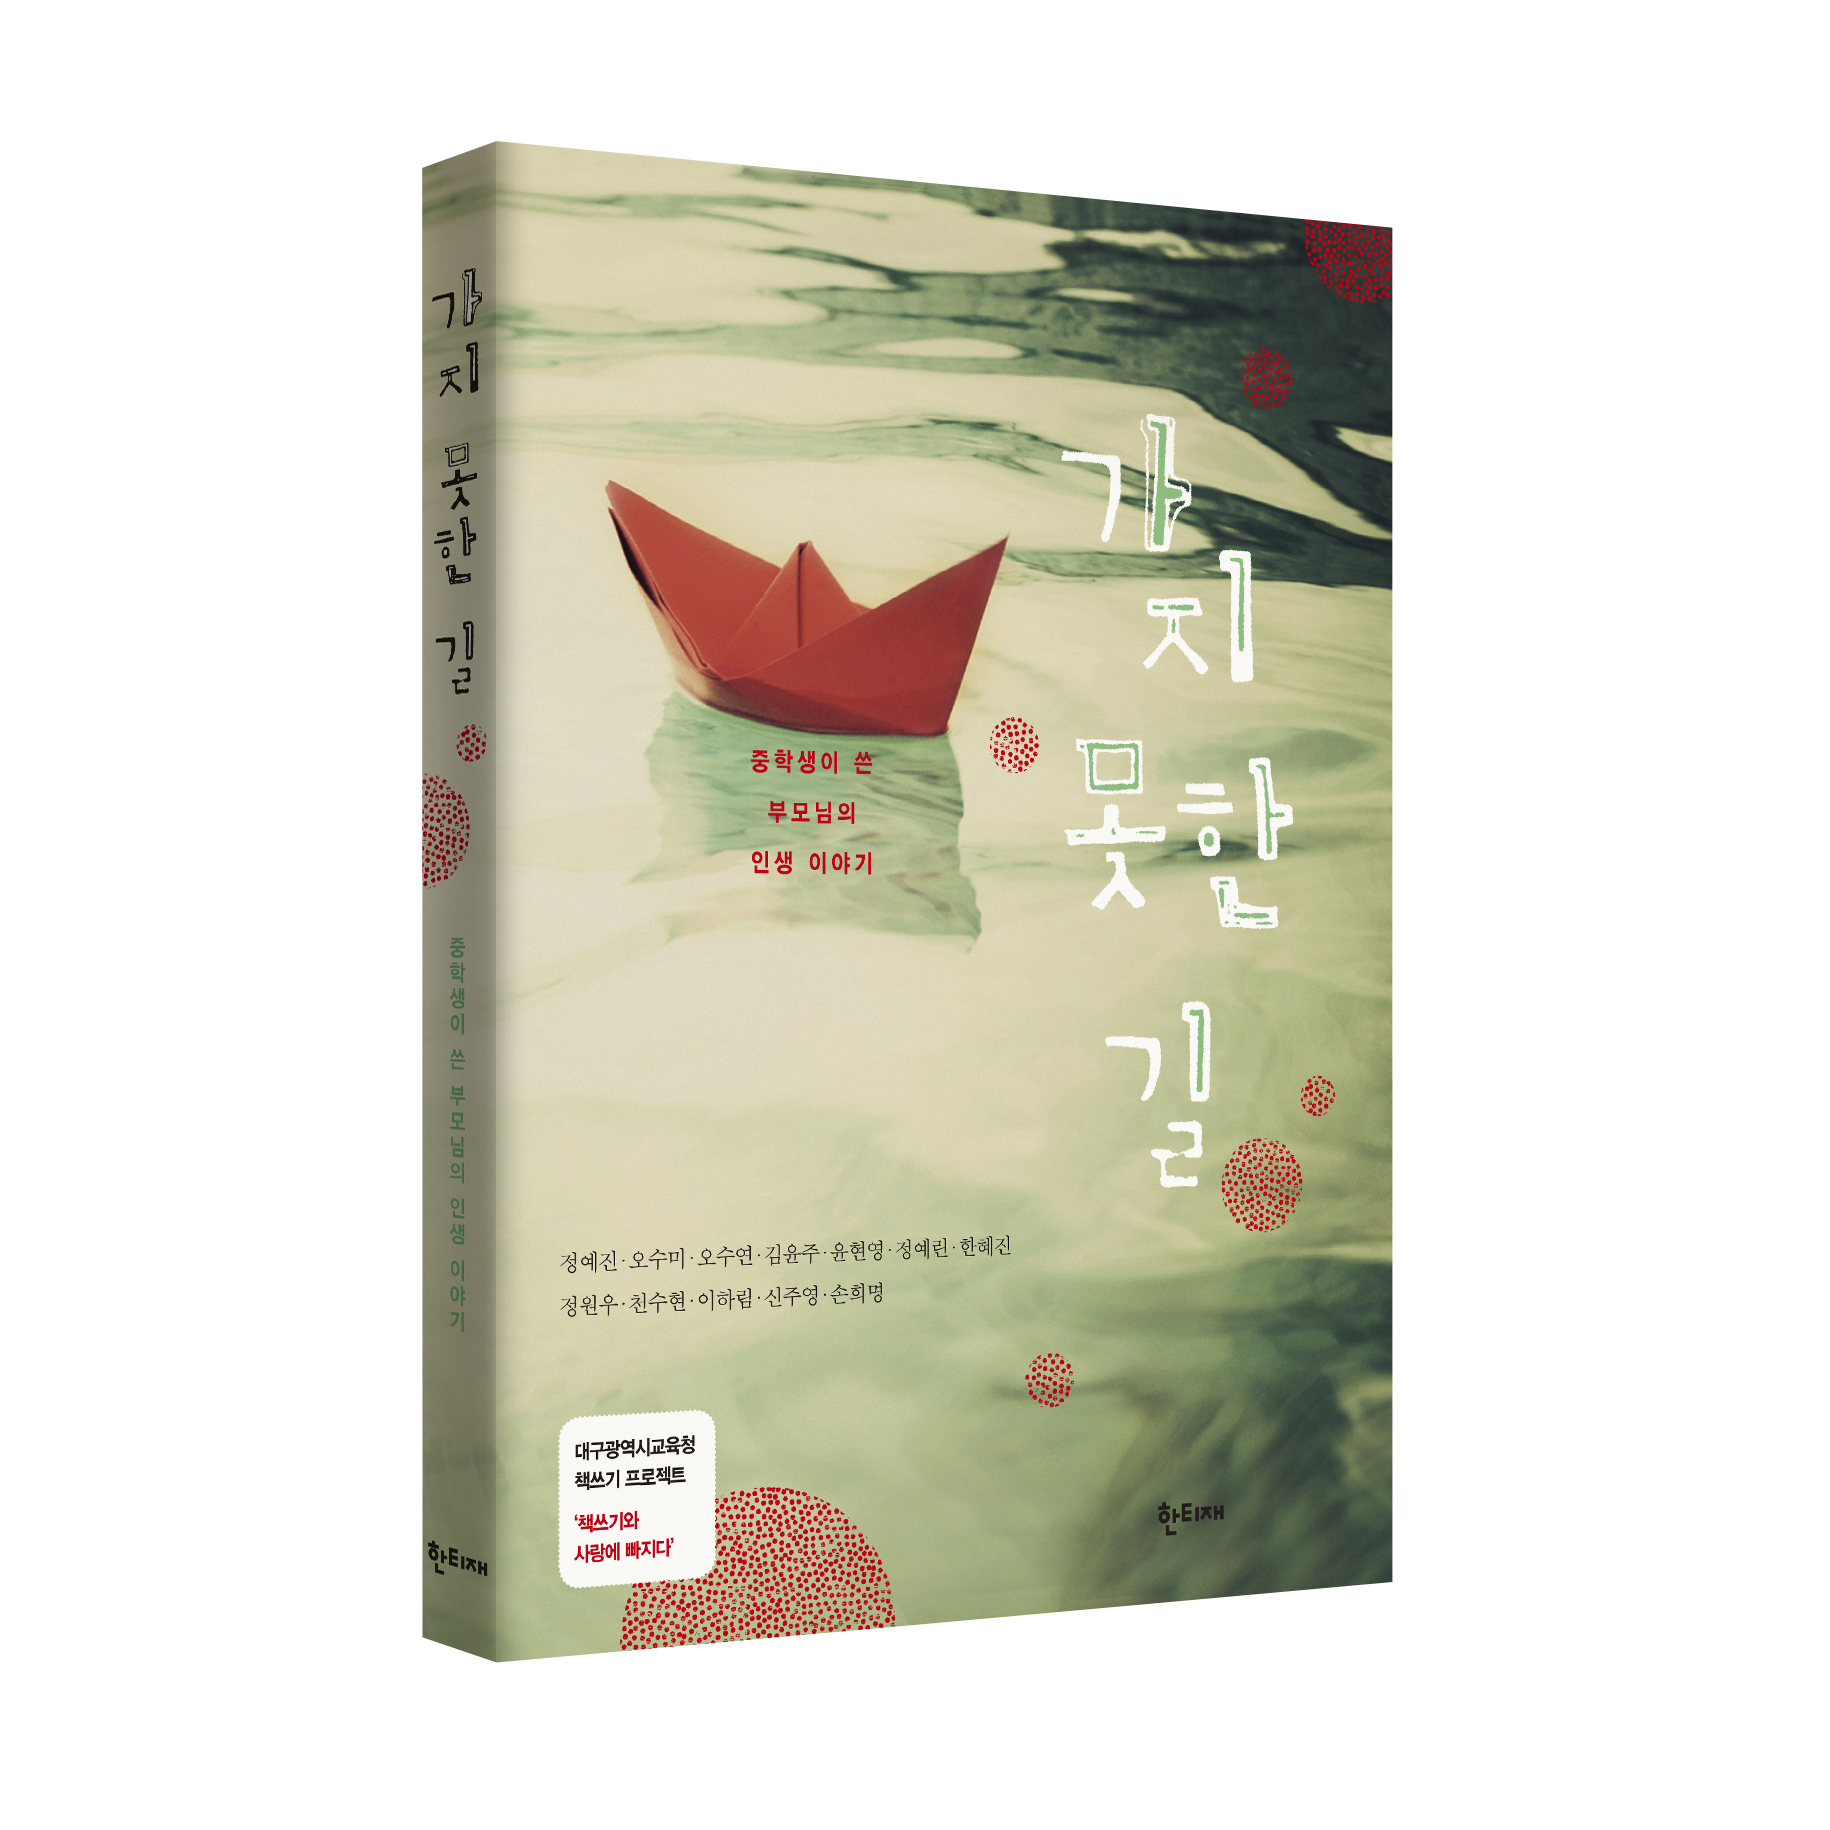 가지 못한 길
중학생이 쓴 부모님의 인생 이야기
한티재
가지
못한
길
중학생이 쓴
부모님의
인생 이야기
정예진·오수미·오수연·김윤주·윤현영·정예린·한혜진
정원우·천수현·이하림·신주영·손희명
대구광역시교육청
책쓰기 프로젝트
‘책쓰기와
사랑에 빠지다’
한티재